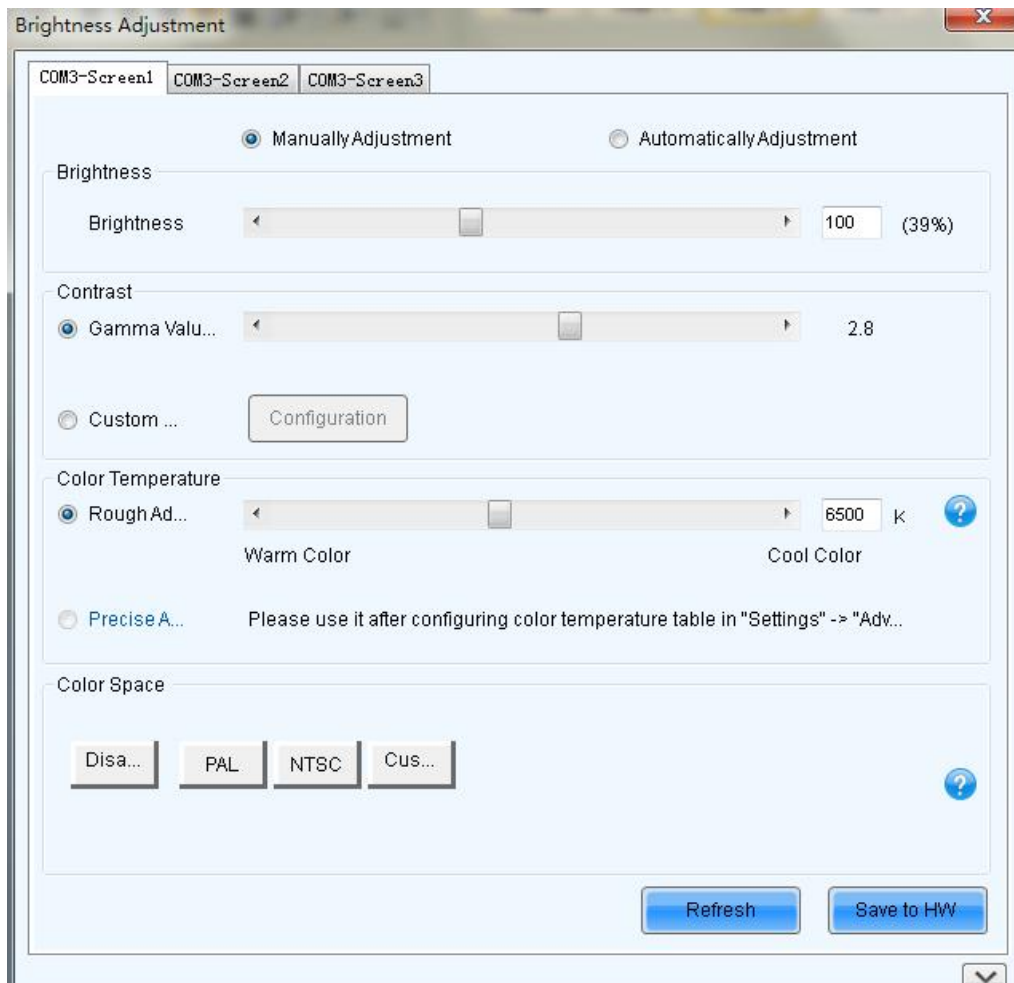 Brightness Adjustment
COM3-Screen1 COM3-Screen2 COM3-Screen3
Manually Adjustment Automatically Adjustment
Brightness
Brightness 100 (39%)
Contrast
Gamma Valu... 2.8
Custom ... Configuration
Color Temperature
Rough Ad... 6500 K ?
Warm Color Cool Color
Precise A... Please use it after configuring color temperature table in "Settings" -> "Adv...
Color Space
Disa... PAL NTSC Cus...
?
Refresh Save to HW